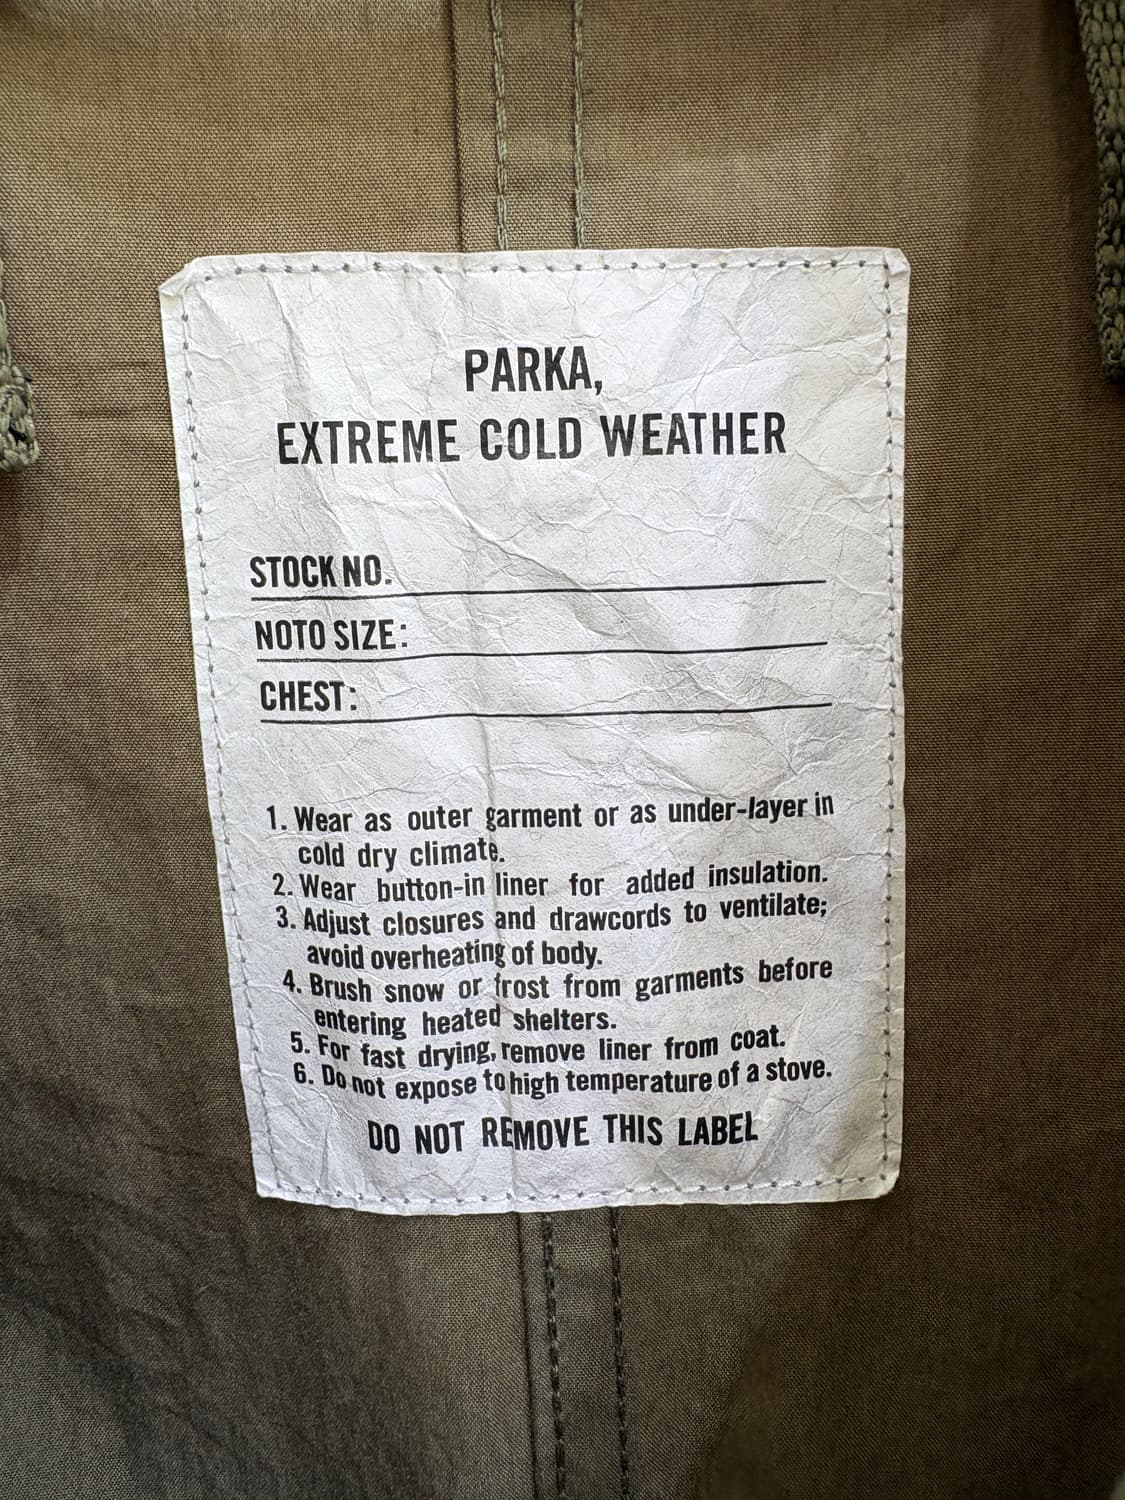 PARKA,
EXTREME COLD WEATHER
STOCK NO.
NOTO SIZE:
CHEST:
1. Wear as outer garment or as under-layer in
cold dry climate.
2. Wear button-in liner for added insulation.
3. Adjust closures and drawcords to ventilate;
avoid overheating of body.
4. Brush snow or frost from garments before
entering heated shelters.
5. For fast drying, remove liner from coat.
6. Do not expose to high temperature of a stove.
DO NOT REMOVE THIS LABEL